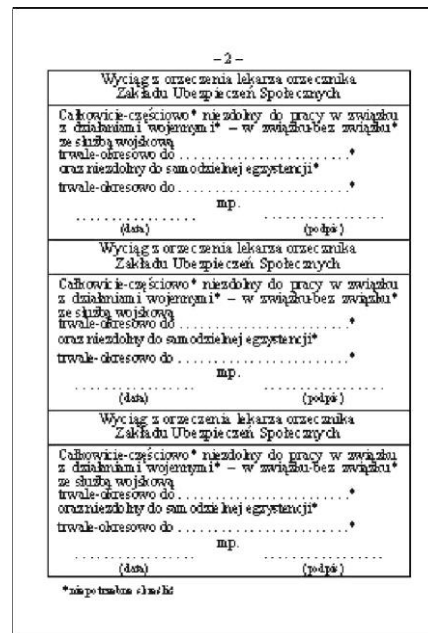 – 2 –
Wyciąg z orzeczenia lekarza orzecznika
Zakładu Ubezpieczeń Społecznych
Całkowicie-częściowo* niezdolny do pracy w związku
z działaniami wojennymi* – w związku-bez związku*
ze służbą wojskową
trwale-okresowo do ..........................*
oraz niezdolny do samodzielnej egzystencji*
trwale-okresowo do ..........................*
mp.
.................. ..................
(data) (podpis)
Wyciąg z orzeczenia lekarza orzecznika
Zakładu Ubezpieczeń Społecznych
Całkowicie-częściowo* niezdolny do pracy w związku
z działaniami wojennymi* – w związku-bez związku*
ze służbą wojskową
trwale-okresowo do ..........................*
oraz niezdolny do samodzielnej egzystencji*
trwale-okresowo do ..........................*
mp.
.................. ..................
(data) (podpis)
Wyciąg z orzeczenia lekarza orzecznika
Zakładu Ubezpieczeń Społecznych
Całkowicie-częściowo* niezdolny do pracy w związku
z działaniami wojennymi* – w związku-bez związku*
ze służbą wojskową
trwale-okresowo do ..........................*
oraz niezdolny do samodzielnej egzystencji*
trwale-okresowo do ..........................*
mp.
.................. ..................
(data) (podpis)
*niepotrzebne skreślić